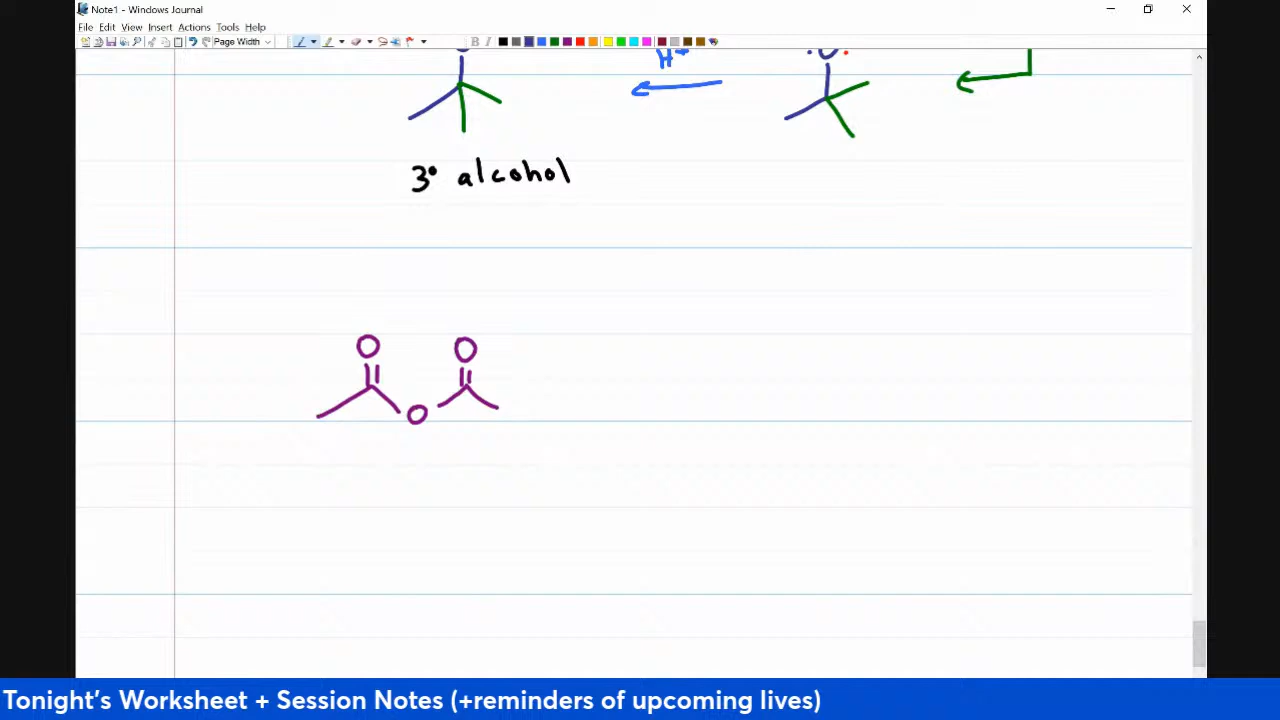 Note1 - Windows Journal
File Edit View Insert Actions Tools Help
Page Width B I
O
H+
3° alcohol
O O
O
Tonight's Worksheet + Session Notes (+reminders of upcoming lives)